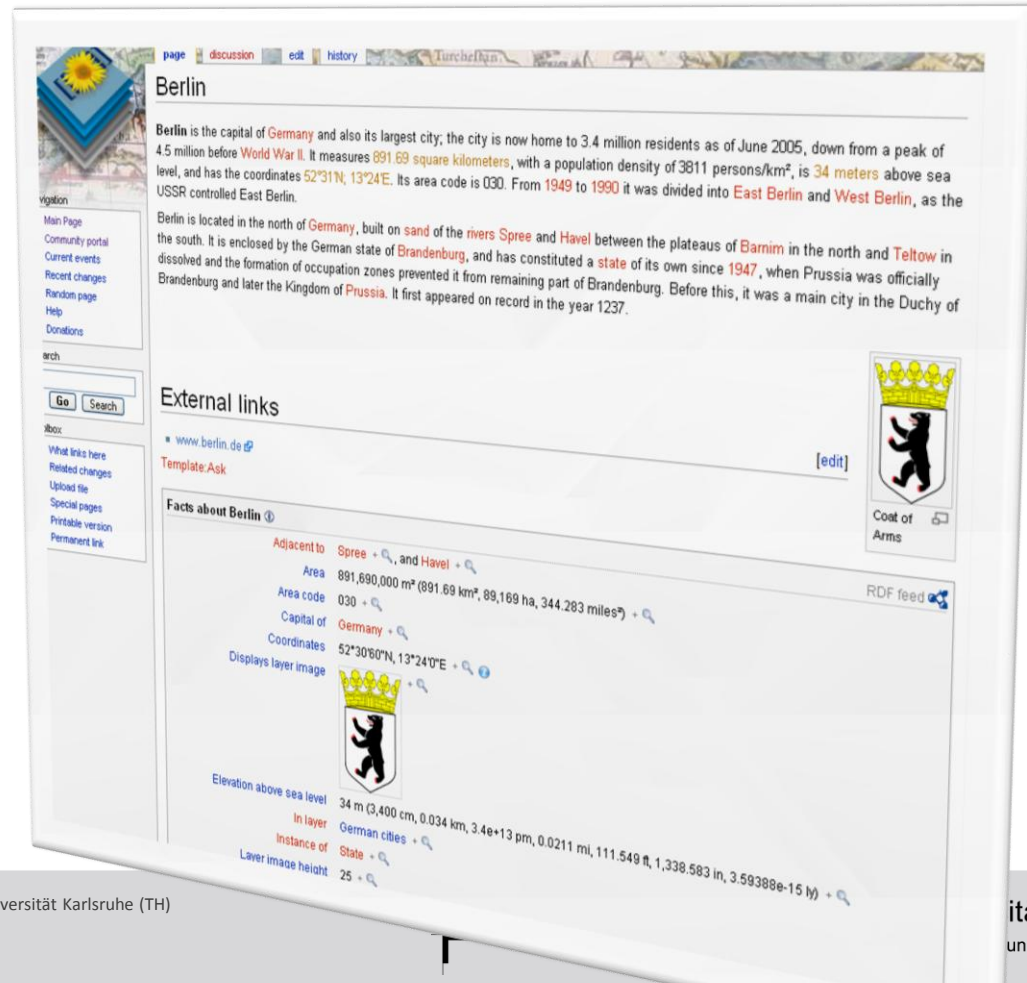 page discussion edit history
Turchestan
Berlin
Berlin is the capital of Germany and also its largest city; the city is now home to 3.4 million residents as of June 2005, down from a peak of
4.5 million before World War II. It measures 891.69 square kilometers, with a population density of 3811 persons/km², is 34 meters above sea
level, and has the coordinates 52°31'N; 13°24'E. Its area code is 030. From 1949 to 1990 it was divided into East Berlin and West Berlin, as the
USSR controlled East Berlin.
Berlin is located in the north of Germany, built on sand of the rivers Spree and Havel between the plateaus of Barnim in the north and Teltow in
the south. It is enclosed by the German state of Brandenburg, and has constituted a state of its own since 1947, when Prussia was officially
dissolved and the formation of occupation zones prevented it from remaining part of Brandenburg. Before this, it was a main city in the Duchy of
Brandenburg and later the Kingdom of Prussia. It first appeared on record in the year 1237.
vigation
Main Page
Community portal
Current events
Recent changes
Random page
Help
Donations
arch
Go Search
What links here
Related changes
Upload file
Special pages
Printable version
Permanent link
External links
[edit]
www.berlin.de
Template:Ask
Coat of
Arms
Facts about Berlin
RDF feed
Adjacent to Spree + , and Havel +
Area 891,690,000 m² (891.69 km², 89,169 ha, 344.283 miles²) +
Area code 030 +
Capital of Germany +
Coordinates 52°30'60"N, 13°24'0"E +
Displays layer image +
Elevation above sea level 34 m (3,400 cm, 0.034 km, 3.4e+13 pm, 0.0211 mi, 111.549 ft, 1,338.583 in, 3.59388e-15 ly) +
In layer German cities +
Instance of State +
Layer image height 25 +
versität Karlsruhe (TH)
ita
un